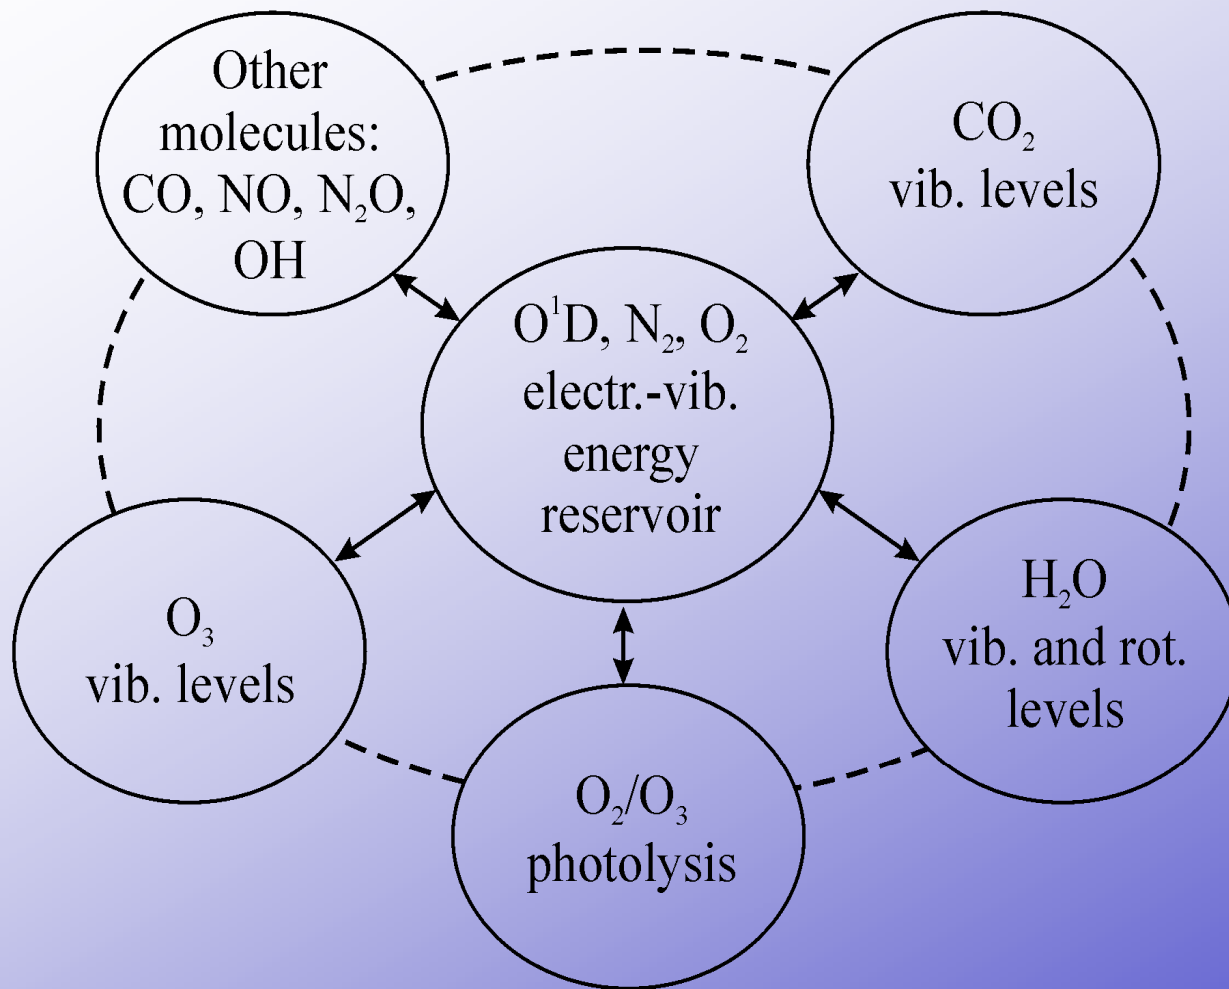 Other
molecules:
CO, NO, N₂O,
OH
CO₂
vib. levels
O¹D, N₂, O₂
electr.-vib.
energy
reservoir
O₃
vib. levels
H₂O
vib. and rot.
levels
O₂/O₃
photolysis